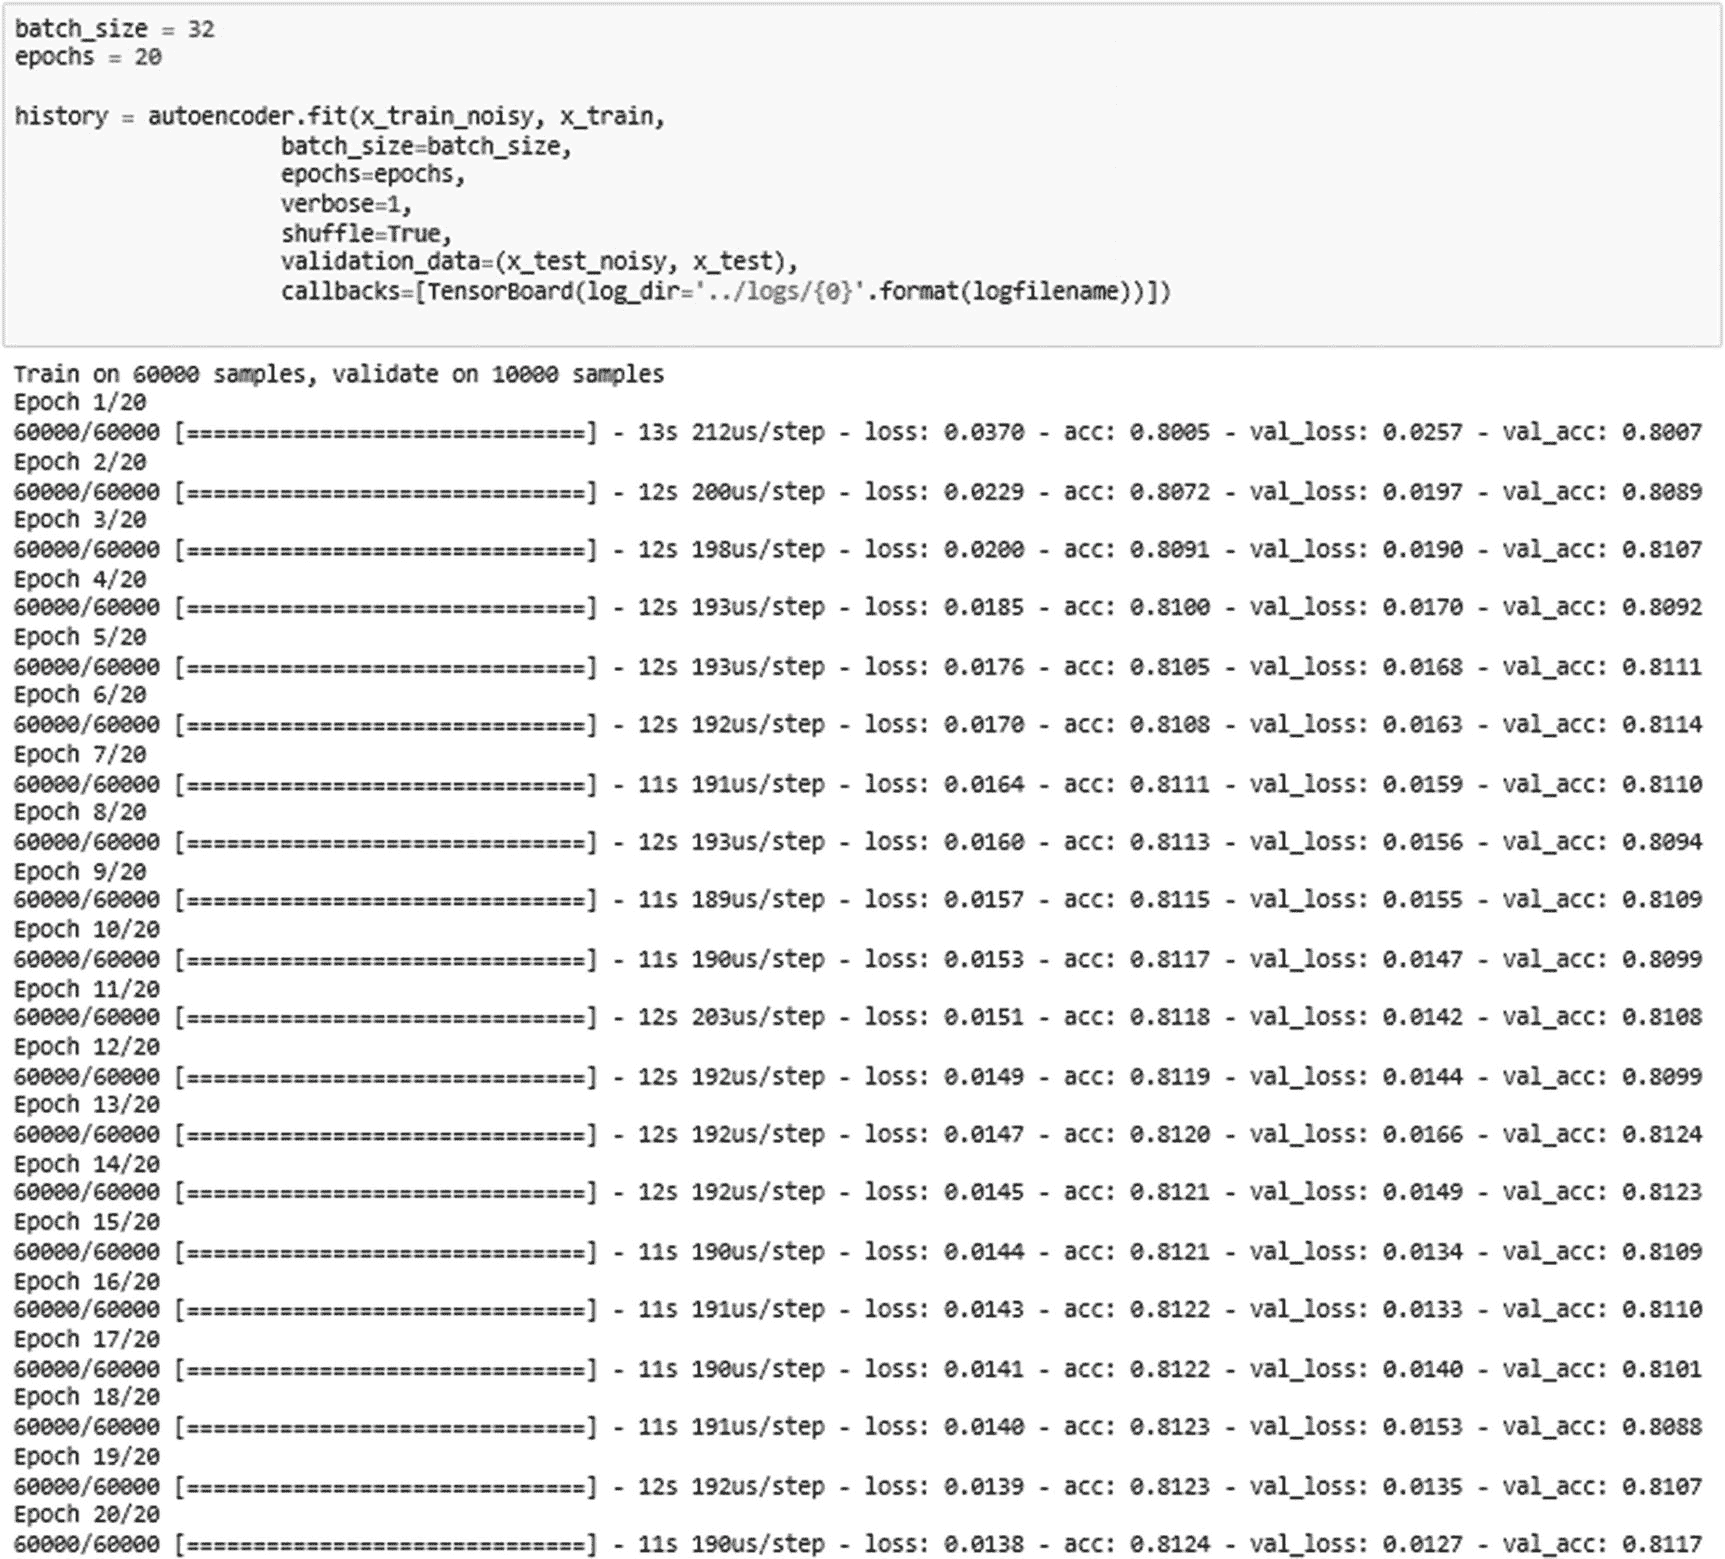 batch_size = 32
epochs = 20
history = autoencoder.fit(x_train_noisy, x_train,
batch_size=batch_size,
epochs=epochs,
verbose=1,
shuffle=True,
validation_data=(x_test_noisy, x_test),
callbacks=[TensorBoard(log_dir='../logs/{0}'.format(logfilename))])
Train on 60000 samples, validate on 10000 samples
Epoch 1/20
60000/60000 [==============================] - 13s 212us/step - loss: 0.0370 - acc: 0.8005 - val_loss: 0.0257 - val_acc: 0.8007
Epoch 2/20
60000/60000 [==============================] - 12s 200us/step - loss: 0.0229 - acc: 0.8072 - val_loss: 0.0197 - val_acc: 0.8089
Epoch 3/20
60000/60000 [==============================] - 12s 198us/step - loss: 0.0200 - acc: 0.8091 - val_loss: 0.0190 - val_acc: 0.8107
Epoch 4/20
60000/60000 [==============================] - 12s 193us/step - loss: 0.0185 - acc: 0.8100 - val_loss: 0.0170 - val_acc: 0.8092
Epoch 5/20
60000/60000 [==============================] - 12s 193us/step - loss: 0.0176 - acc: 0.8105 - val_loss: 0.0168 - val_acc: 0.8111
Epoch 6/20
60000/60000 [==============================] - 12s 192us/step - loss: 0.0170 - acc: 0.8108 - val_loss: 0.0163 - val_acc: 0.8114
Epoch 7/20
60000/60000 [==============================] - 11s 191us/step - loss: 0.0164 - acc: 0.8111 - val_loss: 0.0159 - val_acc: 0.8110
Epoch 8/20
60000/60000 [==============================] - 12s 193us/step - loss: 0.0160 - acc: 0.8113 - val_loss: 0.0156 - val_acc: 0.8094
Epoch 9/20
60000/60000 [==============================] - 11s 189us/step - loss: 0.0157 - acc: 0.8115 - val_loss: 0.0155 - val_acc: 0.8109
Epoch 10/20
60000/60000 [==============================] - 11s 190us/step - loss: 0.0153 - acc: 0.8117 - val_loss: 0.0147 - val_acc: 0.8099
Epoch 11/20
60000/60000 [==============================] - 12s 203us/step - loss: 0.0151 - acc: 0.8118 - val_loss: 0.0142 - val_acc: 0.8108
Epoch 12/20
60000/60000 [==============================] - 12s 192us/step - loss: 0.0149 - acc: 0.8119 - val_loss: 0.0144 - val_acc: 0.8099
Epoch 13/20
60000/60000 [==============================] - 12s 192us/step - loss: 0.0147 - acc: 0.8120 - val_loss: 0.0166 - val_acc: 0.8124
Epoch 14/20
60000/60000 [==============================] - 12s 192us/step - loss: 0.0145 - acc: 0.8121 - val_loss: 0.0149 - val_acc: 0.8123
Epoch 15/20
60000/60000 [==============================] - 11s 190us/step - loss: 0.0144 - acc: 0.8121 - val_loss: 0.0134 - val_acc: 0.8109
Epoch 16/20
60000/60000 [==============================] - 11s 191us/step - loss: 0.0143 - acc: 0.8122 - val_loss: 0.0133 - val_acc: 0.8110
Epoch 17/20
60000/60000 [==============================] - 11s 190us/step - loss: 0.0141 - acc: 0.8122 - val_loss: 0.0140 - val_acc: 0.8101
Epoch 18/20
60000/60000 [==============================] - 11s 191us/step - loss: 0.0140 - acc: 0.8123 - val_loss: 0.0153 - val_acc: 0.8088
Epoch 19/20
60000/60000 [==============================] - 12s 192us/step - loss: 0.0139 - acc: 0.8123 - val_loss: 0.0135 - val_acc: 0.8107
Epoch 20/20
60000/60000 [==============================] - 11s 190us/step - loss: 0.0138 - acc: 0.8124 - val_loss: 0.0127 - val_acc: 0.8117